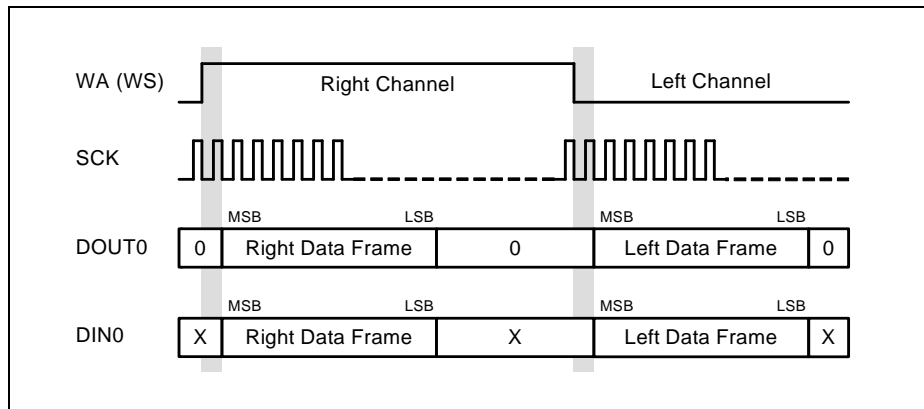 WA (WS) Right Channel Left Channel
SCK
MSB LSB MSB LSB
DOUT0 0 Right Data Frame 0 Left Data Frame 0
MSB LSB MSB LSB
DIN0 X Right Data Frame X Left Data Frame X